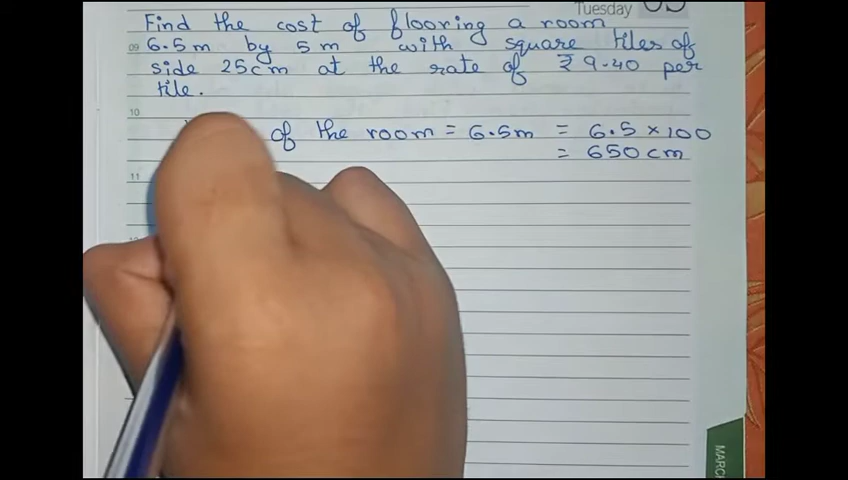 Tuesday
Find the cost of flooring a room
09 6.5m by 5m with square tiles of
side 25cm at the rate of ₹9.40 per
tile.
10
of the room = 6.5m = 6.5 × 100
= 650 cm
11
MARCH